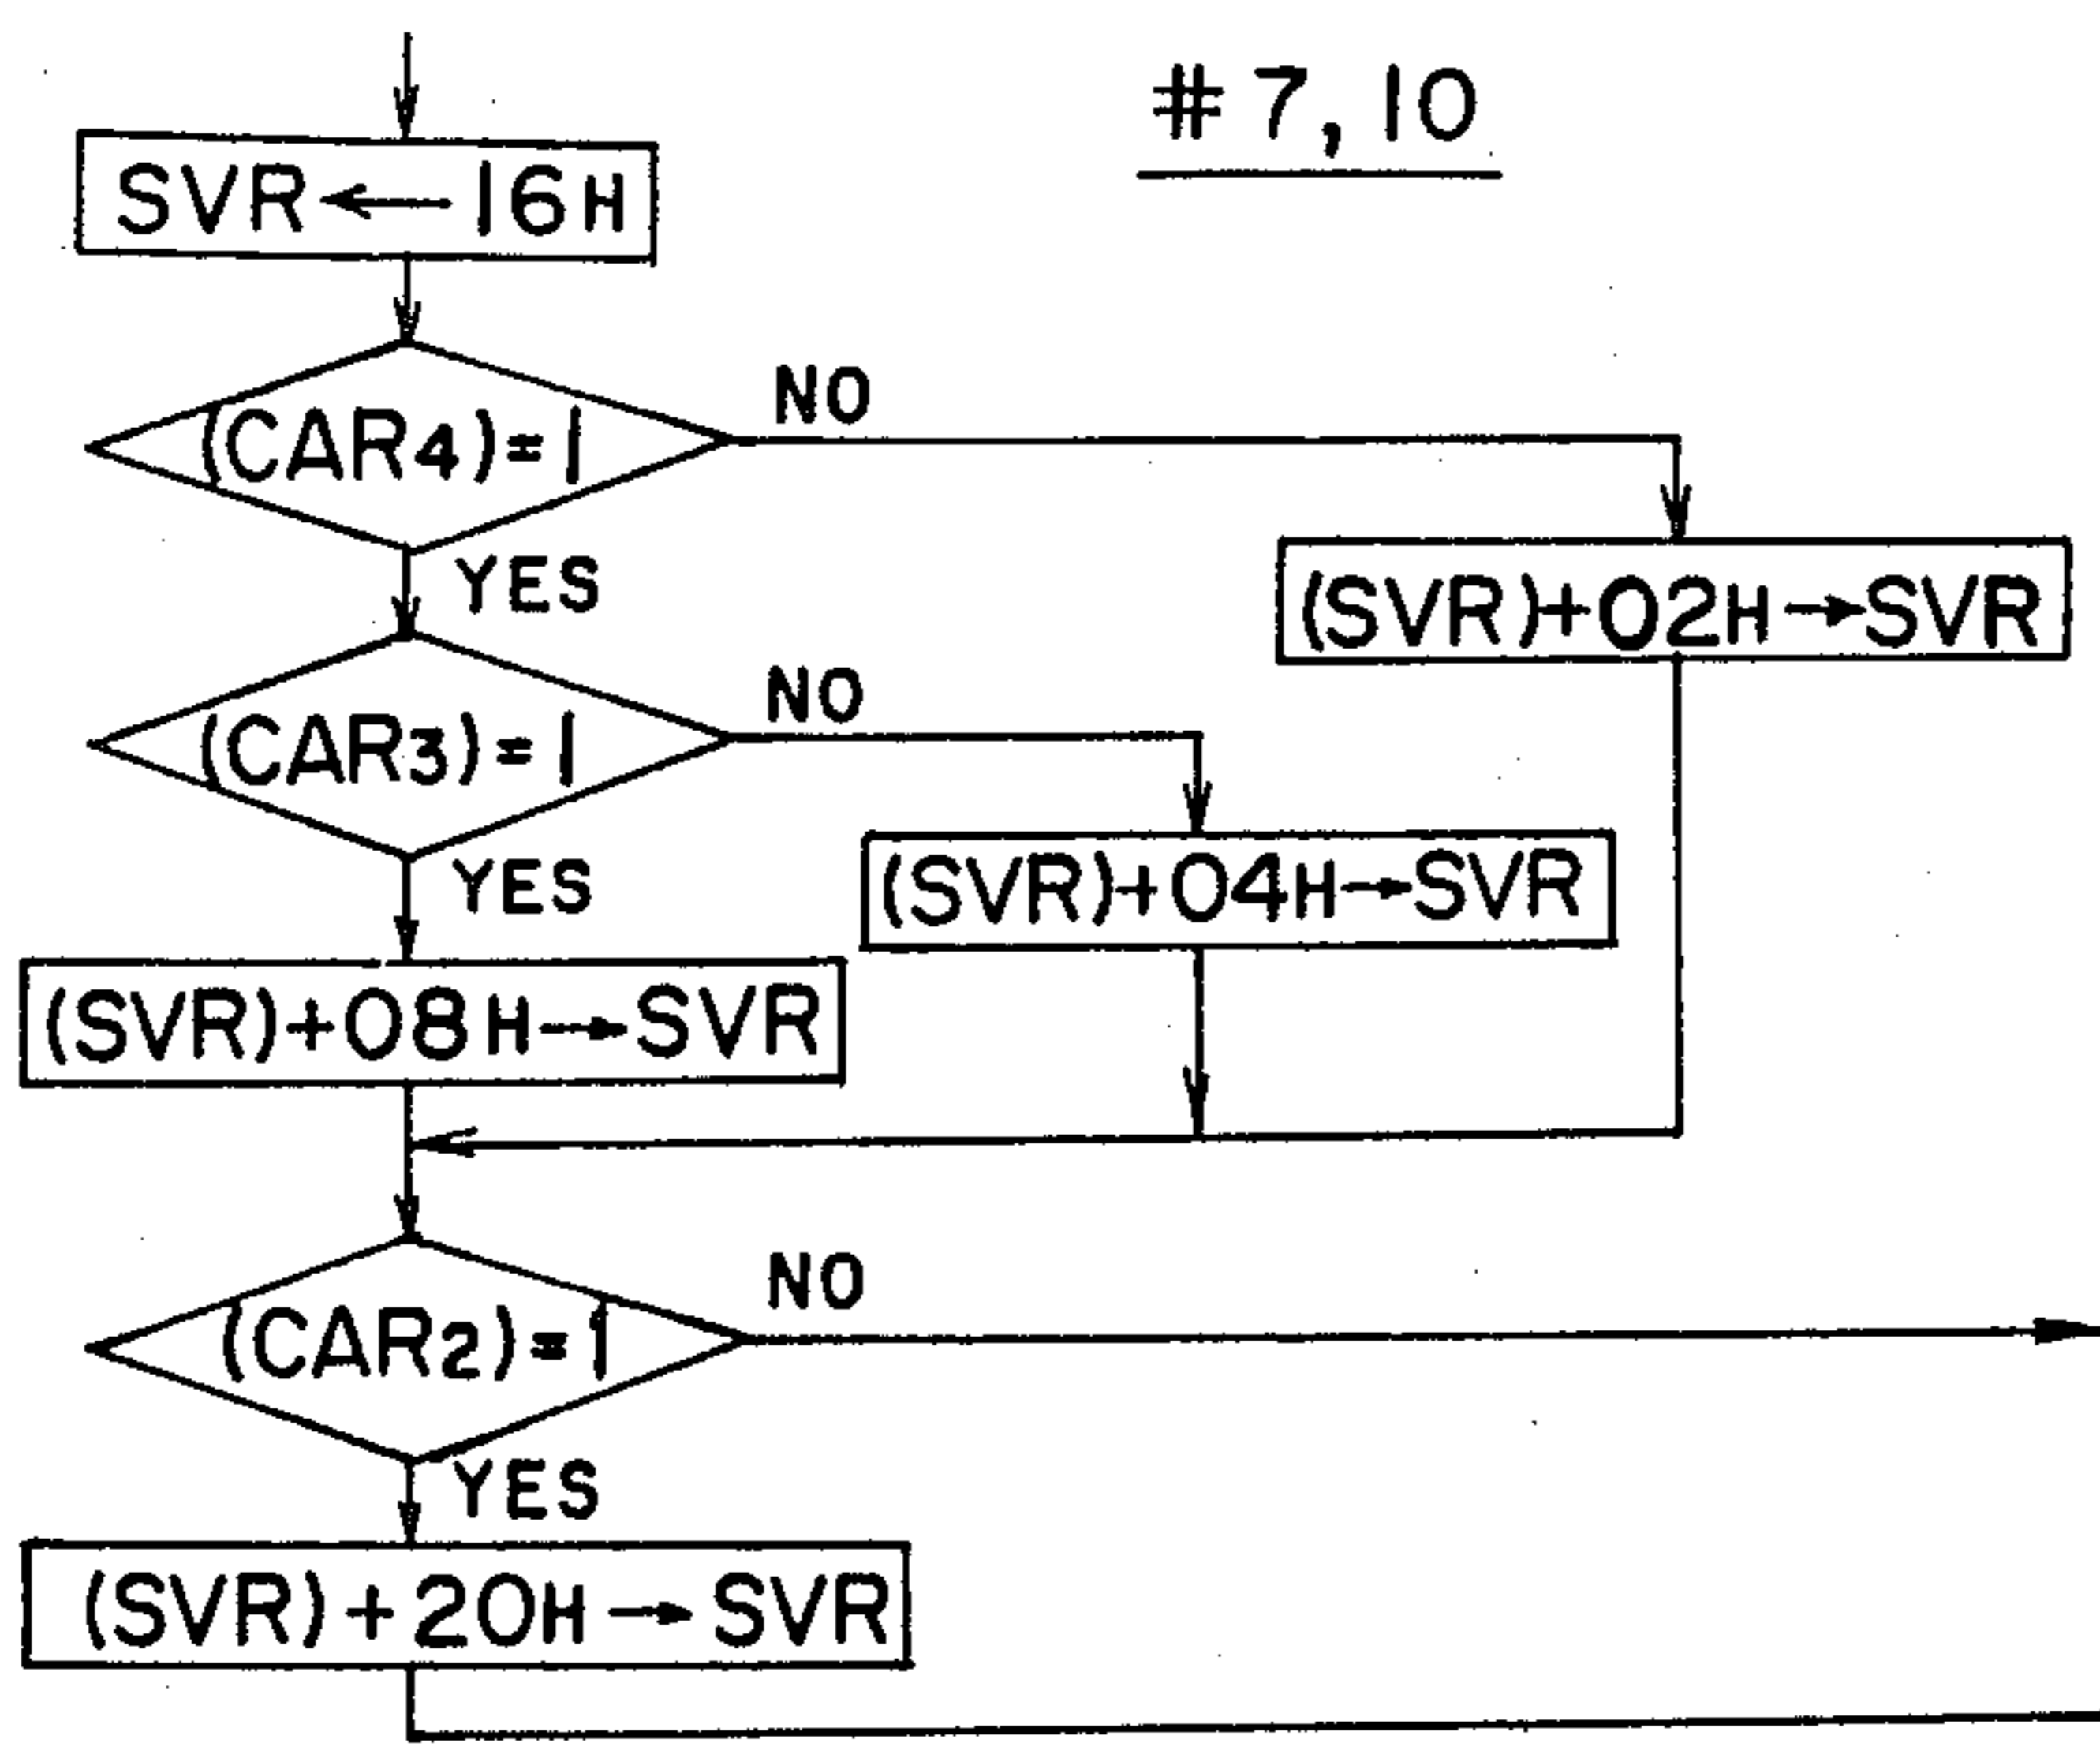 # 7, 10
SVR ← 16H
(CAR4)=1
NO
YES
(SVR)+02H→SVR
(CAR3)=1
NO
YES
(SVR)+04H→SVR
(SVR)+08H→SVR
(CAR2)=1
NO
YES
(SVR)+20H→SVR